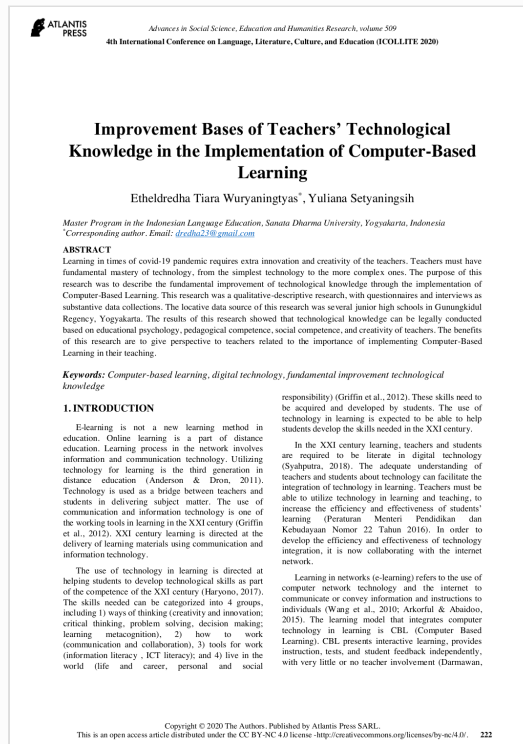 ATLANTIS
PRESS
Advances in Social Science, Education and Humanities Research, volume 509
4th International Conference on Language, Literature, Culture, and Education (ICOLLITE 2020)
Improvement Bases of Teachers' Technological
Knowledge in the Implementation of Computer-Based
Learning
Etheldredha Tiara Wuryaningtyas*, Yuliana Setyaningsih
Master Program in the Indonesian Language Education, Sanata Dharma University, Yogyakarta, Indonesia
*Corresponding author. Email: dredha23@gmail.com
ABSTRACT
Learning in times of covid-19 pandemic requires extra innovation and creativity of the teachers. Teachers must have
fundamental mastery of technology, from the simplest technology to the more complex ones. The purpose of this
research was to describe the fundamental improvement of technological knowledge through the implementation of
Computer-Based Learning. This research was a qualitative-descriptive research, with questionnaires and interviews as
substantive data collections. The locative data source of this research was several junior high schools in Gunungkidul
Regency, Yogyakarta. The results of this research showed that technological knowledge can be legally conducted
based on educational psychology, pedagogical competence, social competence, and creativity of teachers. The benefits
of this research are to give perspective to teachers related to the importance of implementing Computer-Based
Learning in their teaching.
Keywords: Computer-based learning, digital technology, fundamental improvement technological
knowledge
1. INTRODUCTION
E-learning is not a new learning method in
education. Online learning is a part of distance
education. Learning process in the network involves
information and communication technology. Utilizing
technology for learning is the third generation in
distance education (Anderson & Dron, 2011).
Technology is used as a bridge between teachers and
students in delivering subject matter. The use of
communication and information technology is one of
the working tools in learning in the XXI century (Griffin
et al., 2012). XXI century learning is directed at the
delivery of learning materials using communication and
information technology.
The use of technology in learning is directed at
helping students to develop technological skills as part
of the competence of the XXI century (Haryono, 2017).
The skills needed can be categorized into 4 groups,
including 1) ways of thinking (creativity and innovation;
critical thinking, problem solving, decision making;
learning metacognition), 2) how to work
(communication and collaboration), 3) tools for work
(information literacy , ICT literacy); and 4) live in the
world (life and career, personal and social
responsibility) (Griffin et al., 2012). These skills need to
be acquired and developed by students. The use of
technology in learning is expected to be able to help
students develop the skills needed in the XXI century.
In the XXI century learning, teachers and students
are required to be literate in digital technology
(Syahputra, 2018). The adequate understanding of
teachers and students about technology can facilitate the
integration of technology in learning. Teachers must be
able to utilize technology in learning and teaching, to
increase the efficiency and effectiveness of students'
learning (Peraturan Menteri Pendidikan dan
Kebudayaan Nomor 22 Tahun 2016). In order to
develop the efficiency and effectiveness of technology
integration, it is now collaborating with the internet
network.
Learning in networks (e-learning) refers to the use of
computer network technology and the internet to
communicate or convey information and instructions to
individuals (Wang et al., 2010; Arkorful & Abaidoo,
2015). The learning model that integrates computer
technology in learning is CBL (Computer Based
Learning). CBL presents interactive learning, provides
instruction, tests, and student feedback independently,
with very little or no teacher involvement (Darmawan,
Copyright © 2020 The Authors. Published by Atlantis Press SARL.
This is an open access article distributed under the CC BY-NC 4.0 license -http://creativecommons.org/licenses/by-nc/4.0/. 222